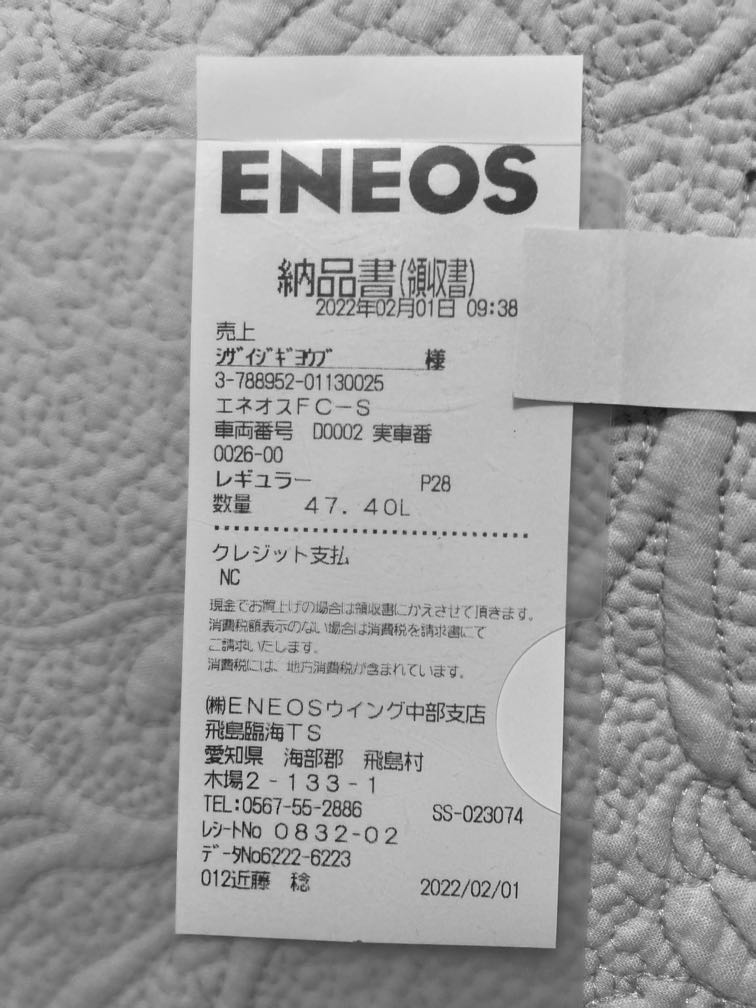 ENEOS
納品書(領収書)
2022年02月01日 09:38
売上
ｼｻﾞｲｼﾞｷﾞﾖｳﾌﾞ 様
3-788952-01130025
エネオスＦＣ－Ｓ
車両番号 D0002 実車番
0026-00
レギュラー P28
数量 ４７．４０L
クレジット支払
NC
現金でお買上げの場合は領収書にかえさせて頂きます。
消費税額表示のない場合は消費税を請求書にて
ご請求いたします。
消費税には、地方消費税が含まれています。
㈱ＥＮＥＯＳウイング中部支店
飛島臨海ＴＳ
愛知県 海部郡 飛島村
木場２－１３３－１
TEL:0567-55-2886 SS-023074
ﾚｼｰﾄNo ０８３２-０２
ﾃﾞｰﾀNo6222-6223
012近藤 稔 2022/02/01